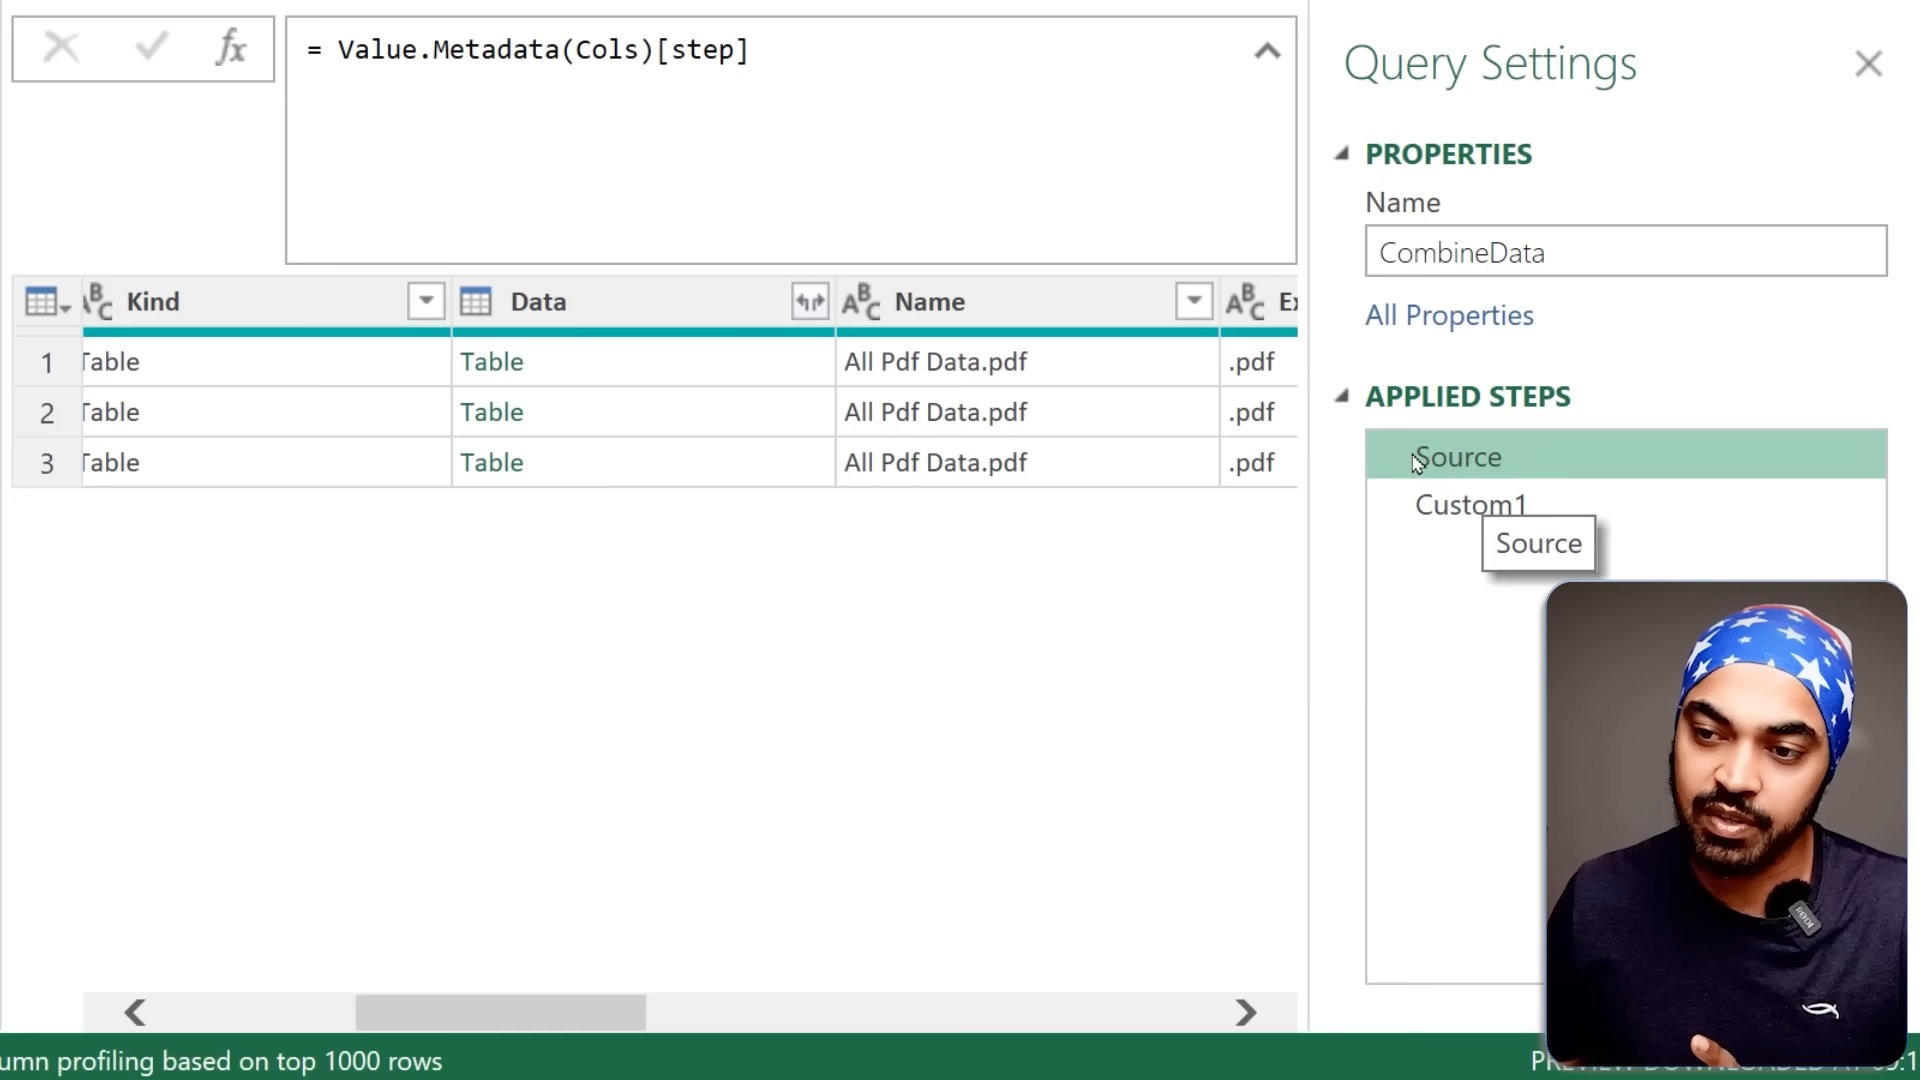 fx
= Value.Metadata(Cols)[step]
Query Settings
PROPERTIES
Name
CombineData
All Properties
APPLIED STEPS
Source
Custom1
Source
Kind Data Name
1 Table Table All Pdf Data.pdf .pdf
2 Table Table All Pdf Data.pdf .pdf
3 Table Table All Pdf Data.pdf .pdf
RØDE
umn profiling based on top 1000 rows